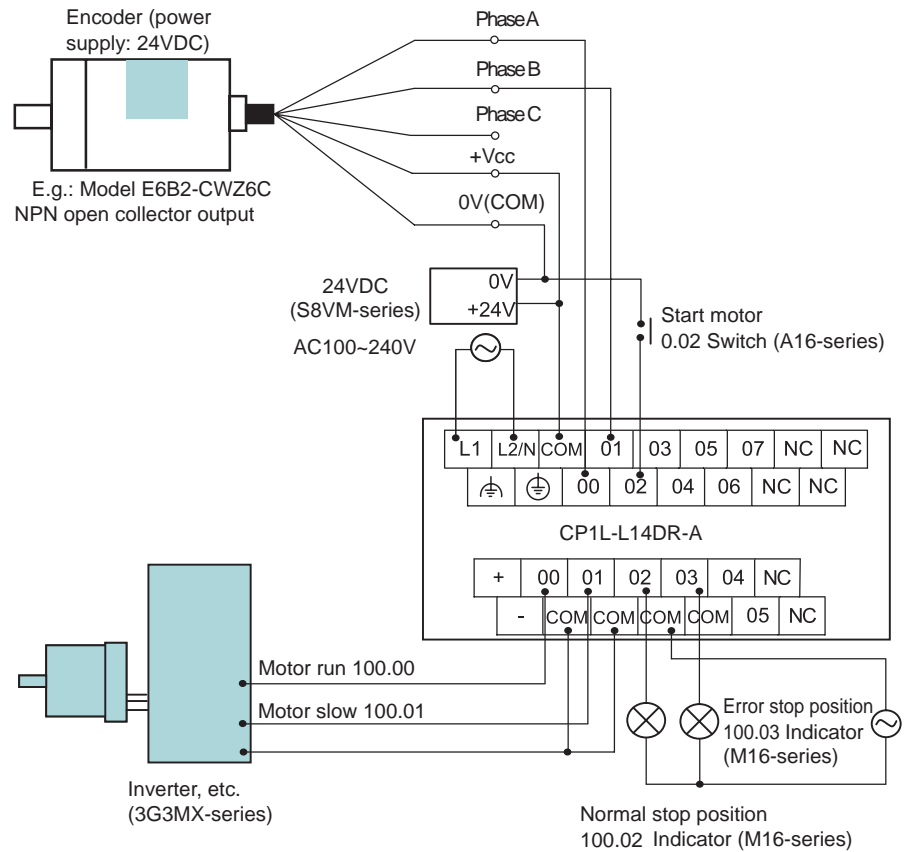 Encoder (power
supply: 24VDC)
Phase A
Phase B
Phase C
+Vcc
0V(COM)
E.g.: Model E6B2-CWZ6C
NPN open collector output
24VDC
(S8VM-series)
0V
+24V
AC100~240V
Start motor
0.02 Switch (A16-series)
L1 L2/N COM 01 03 05 07 NC NC
00 02 04 06 NC NC
CP1L-L14DR-A
+ 00 01 02 03 04 NC
- COM COM COM COM 05 NC
Motor run 100.00
Motor slow 100.01
Inverter, etc.
(3G3MX-series)
Error stop position
100.03 Indicator
(M16-series)
Normal stop position
100.02 Indicator (M16-series)